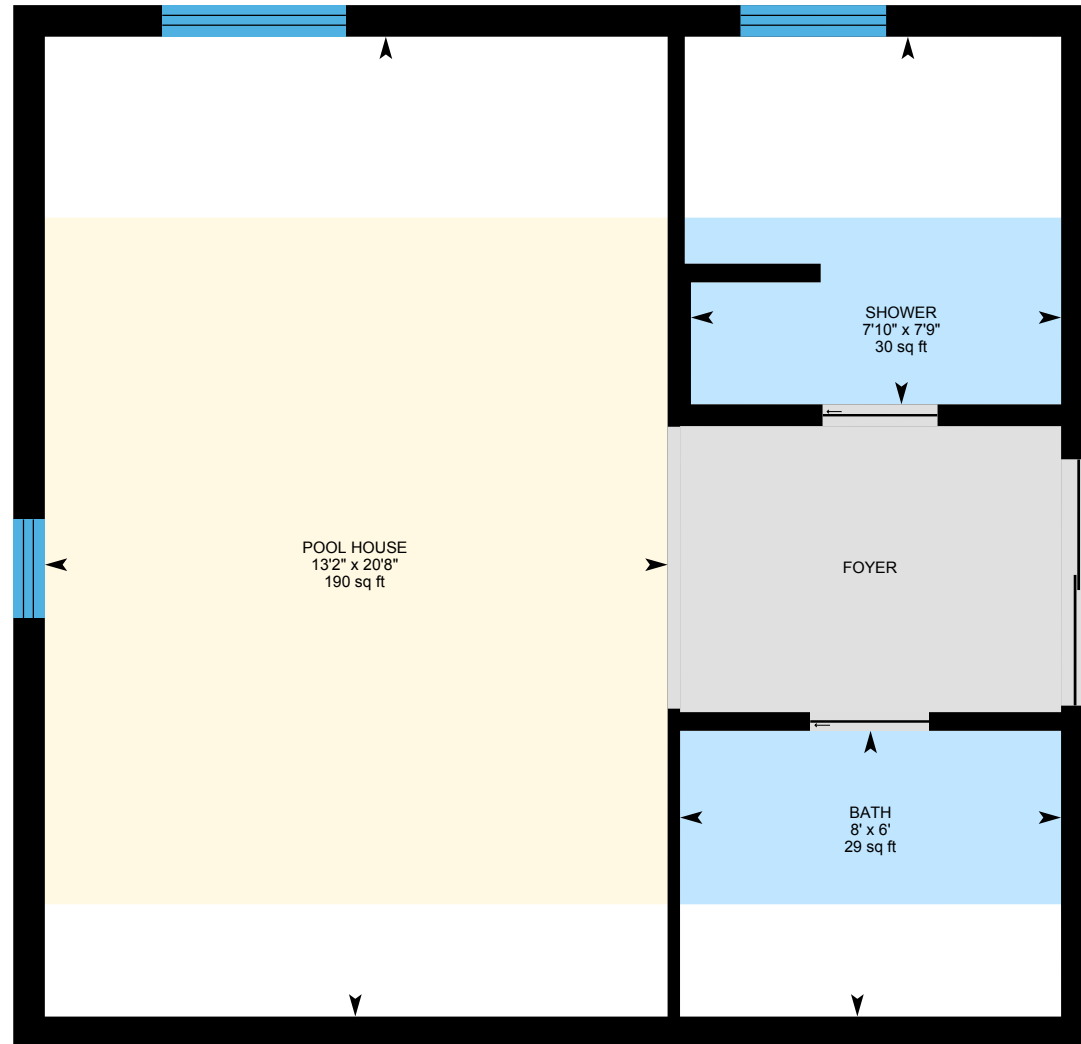 SHOWER
7'10" x 7'9"
30 sq ft
POOL HOUSE
13'2" x 20'8"
190 sq ft
FOYER
BATH
8' x 6'
29 sq ft